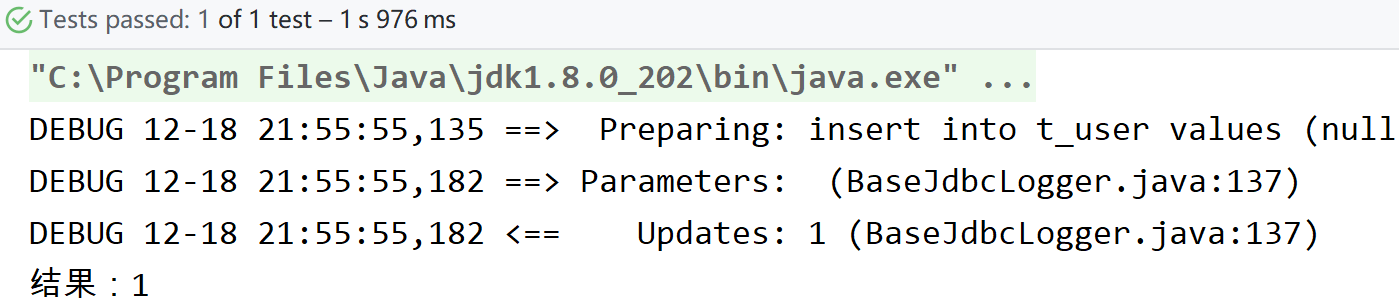 Tests passed: 1 of 1 test – 1 s 976 ms
"C:\Program Files\Java\jdk1.8.0_202\bin\java.exe" ...
DEBUG 12-18 21:55:55,135 ==>  Preparing: insert into t_user values (null
DEBUG 12-18 21:55:55,182 ==> Parameters:  (BaseJdbcLogger.java:137)
DEBUG 12-18 21:55:55,182 <==    Updates: 1 (BaseJdbcLogger.java:137)
结果：1